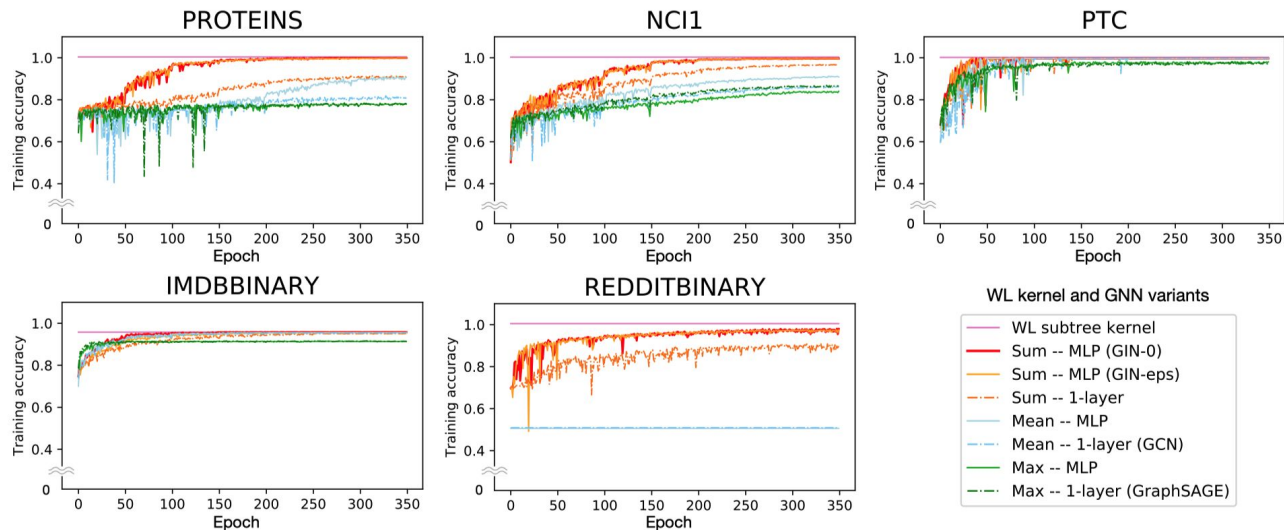 PROTEINS
Training accuracy
1.0
0.8
0.6
0.4
0
0 50 100 150 200 250 300 350
Epoch
NCI1
Training accuracy
1.0
0.8
0.6
0.4
0
0 50 100 150 200 250 300 350
Epoch
PTC
Training accuracy
1.0
0.8
0.6
0.4
0
0 50 100 150 200 250 300 350
Epoch
IMDBBINARY
Training accuracy
1.0
0.8
0.6
0.4
0
0 50 100 150 200 250 300 350
Epoch
REDDITBINARY
Training accuracy
1.0
0.8
0.6
0.4
0
0 50 100 150 200 250 300 350
Epoch
WL kernel and GNN variants
WL subtree kernel
Sum -- MLP (GIN-0)
Sum -- MLP (GIN-eps)
Sum -- 1-layer
Mean -- MLP
Mean -- 1-layer (GCN)
Max -- MLP
Max -- 1-layer (GraphSAGE)